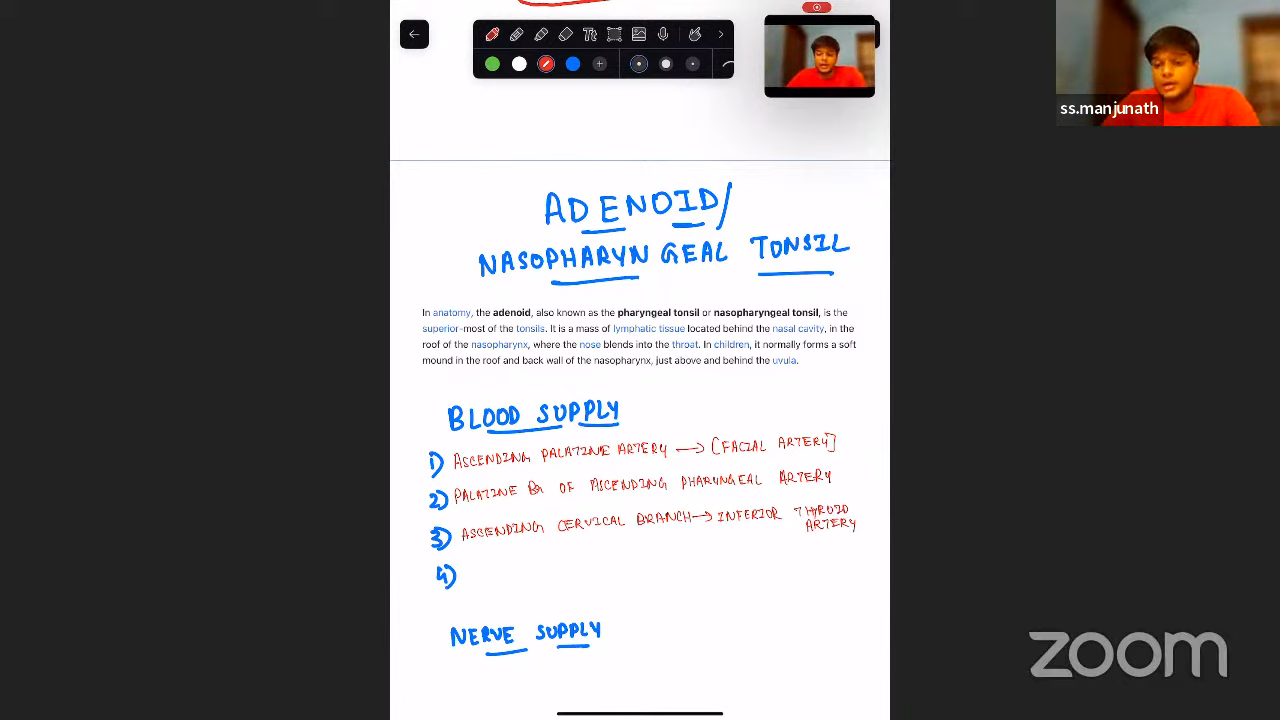 ss.manjunath
ADENOID/
NASOPHARYNGEAL TONSIL
In anatomy, the adenoid, also known as the pharyngeal tonsil or nasopharyngeal tonsil, is the
superior-most of the tonsils. It is a mass of lymphatic tissue located behind the nasal cavity, in the
roof of the nasopharynx, where the nose blends into the throat. In children, it normally forms a soft
mound in the roof and back wall of the nasopharynx, just above and behind the uvula.
BLOOD SUPPLY
1) ASCENDING PALATINE ARTERY → [FACIAL ARTERY]
2) PALATINE Br OF ASCENDING PHARYNGEAL ARTERY
3) ASCENDING CERVICAL BRANCH → INFERIOR THYROID
ARTERY
4)
NERVE SUPPLY
zoom